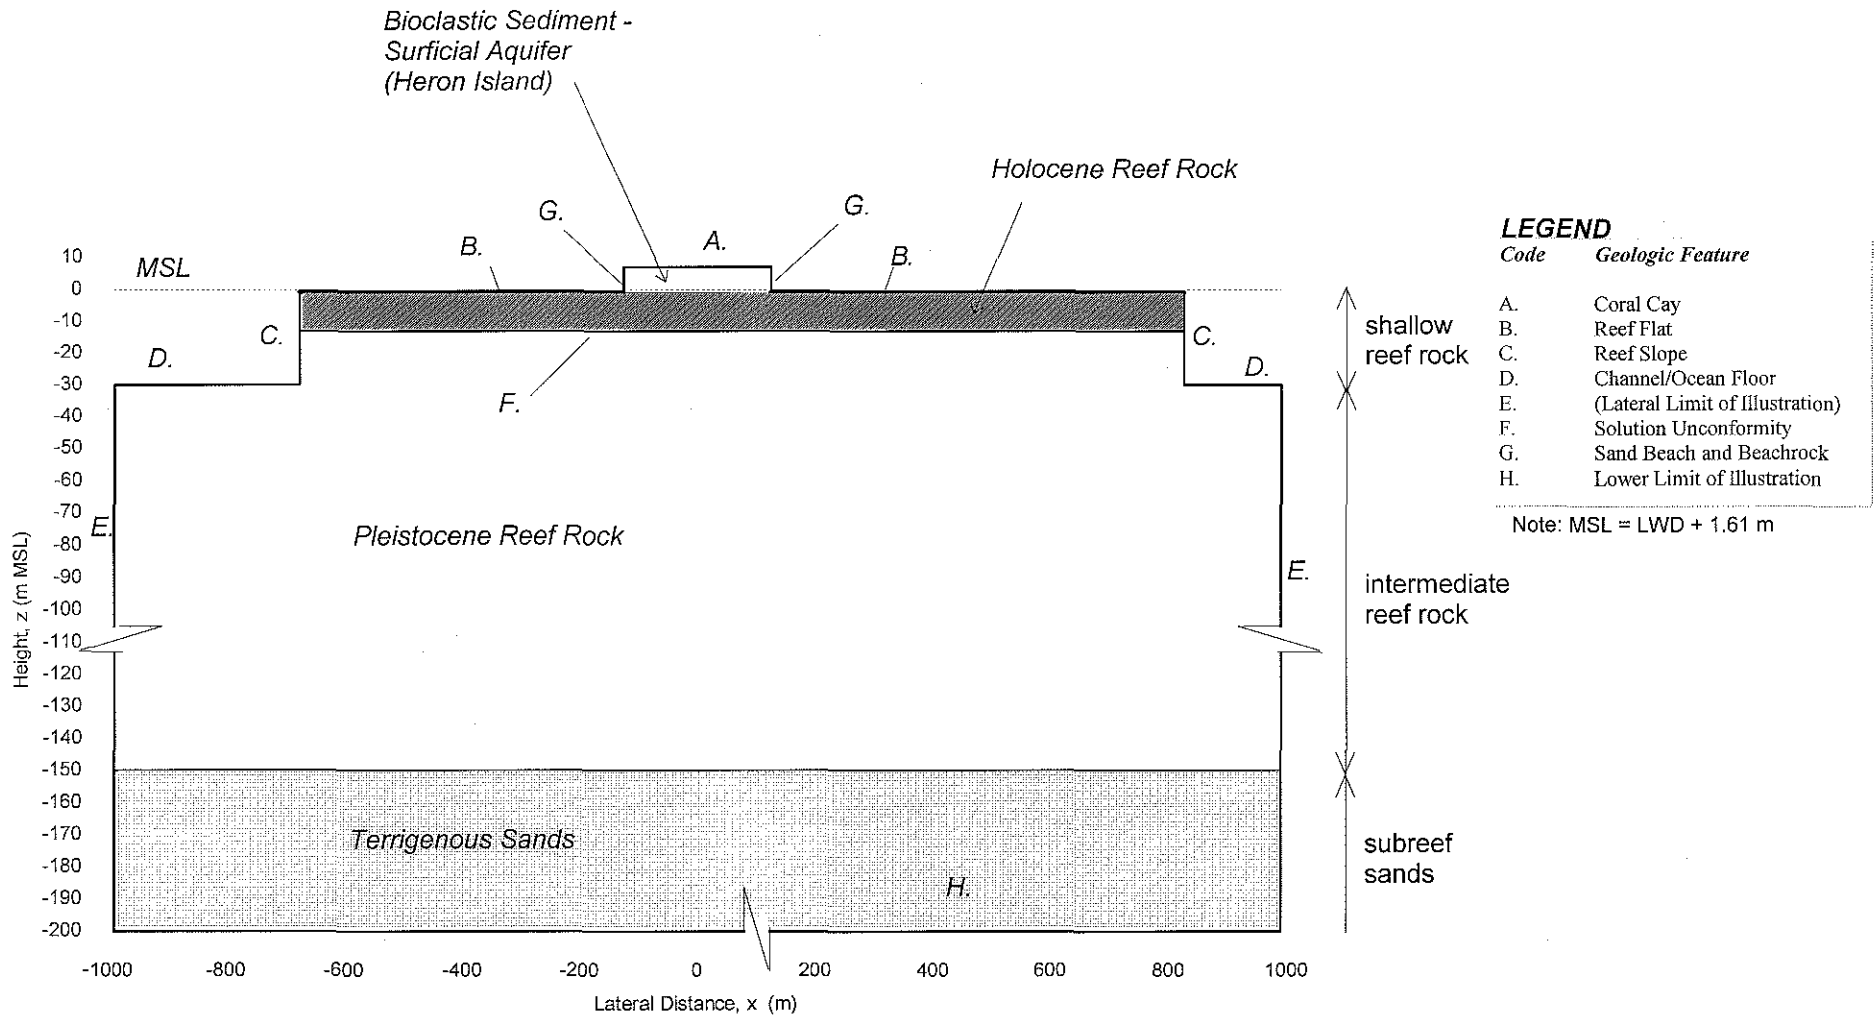 Bioclastic Sediment -
Surficial Aquifer
(Heron Island)
Holocene Reef Rock
G.
G.
A.
B.
B.
MSL
C.
C.
D.
D.
F.
E.
E.
Pleistocene Reef Rock
Terrigenous Sands
H.
shallow
reef rock
intermediate
reef rock
subreef
sands
10
0
-10
-20
-30
-40
-50
-60
-70
-80
-90
-100
-110
-120
-130
-140
-150
-160
-170
-180
-190
-200
Height, z (m MSL)
-1000 -800 -600 -400 -200 0 200 400 600 800 1000
Lateral Distance, x (m)
LEGEND
Code Geologic Feature
A. Coral Cay
B. Reef Flat
C. Reef Slope
D. Channel/Ocean Floor
E. (Lateral Limit of Illustration)
F. Solution Unconformity
G. Sand Beach and Beachrock
H. Lower Limit of Illustration
Note: MSL = LWD + 1.61 m